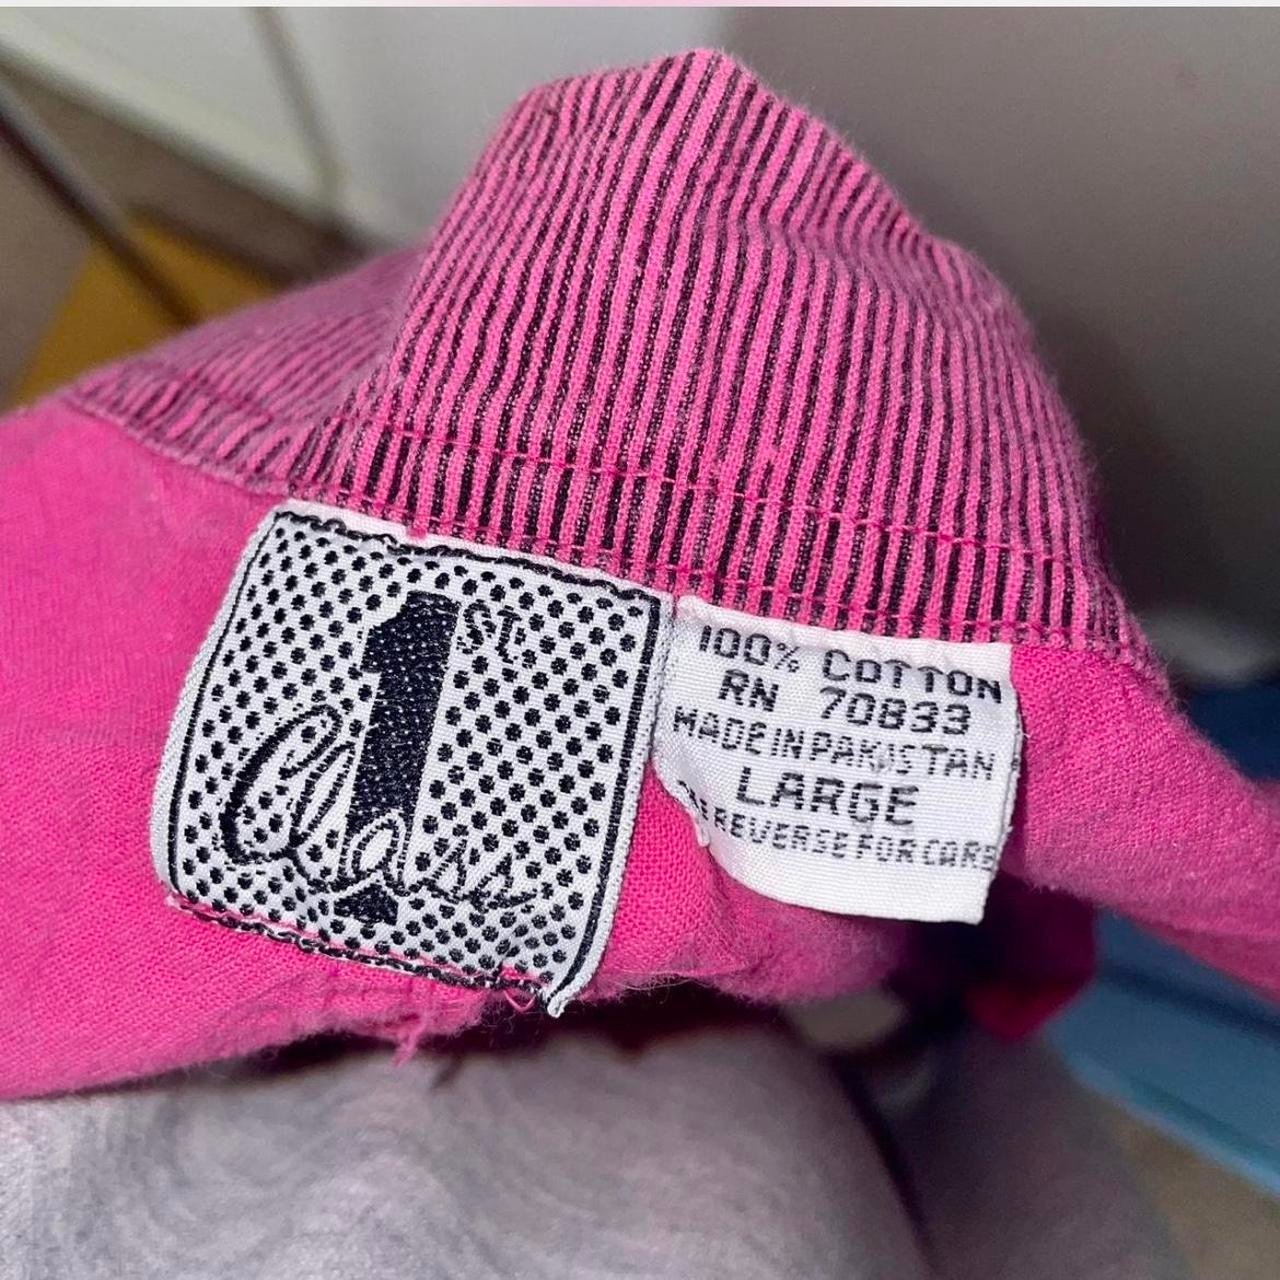 1ST.
Class
100% COTTON
RN 70833
MADE IN PAKISTAN
LARGE
REVERSE FOR CARE